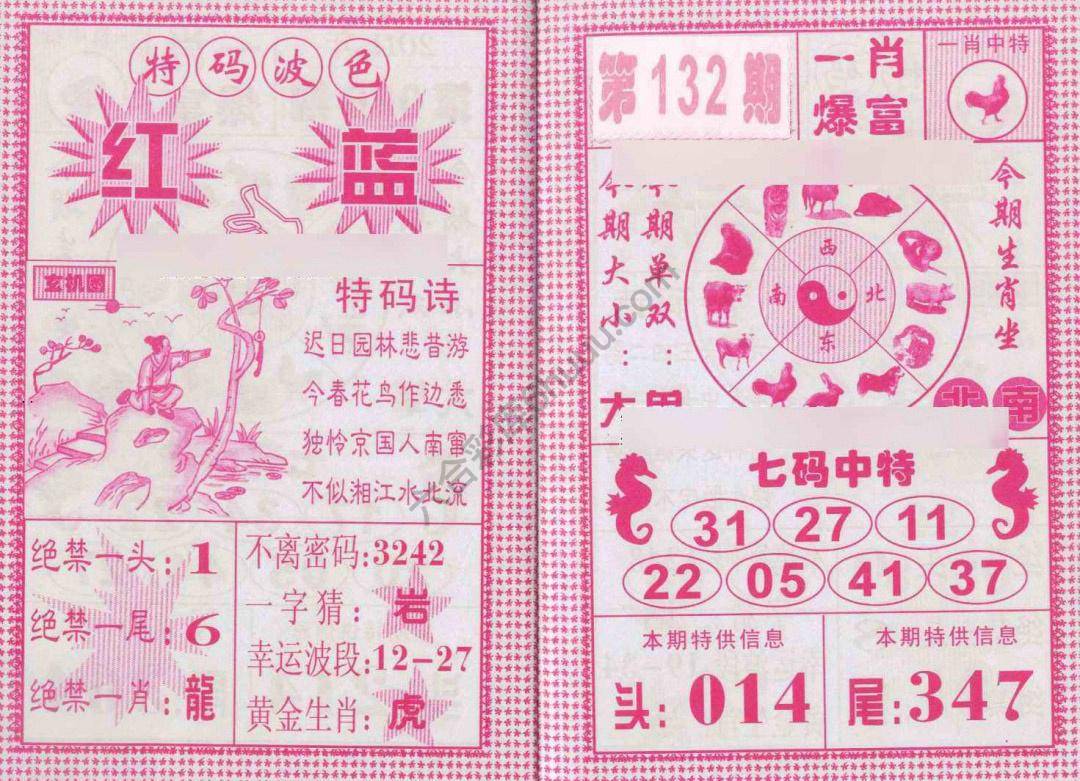 特码波色
红 蓝
玄机图
特码诗
迟日园林悲昔游
今春花鸟作边悉
独怜京国人南窜
不似湘江水北流
绝禁一头:1
绝禁一尾:6
绝禁一肖:龍
不离密码:3242
一字猜:岩
幸运波段:12-27
黄金生肖:虎
第132期
一肖
爆富
一肖中特
今期大小:大
今期单双:
西
南 北
东
今期生肖坐
北南
七码中特
31 27 11
22 05 41 37
本期特供信息
头:014
本期特供信息
尾:347